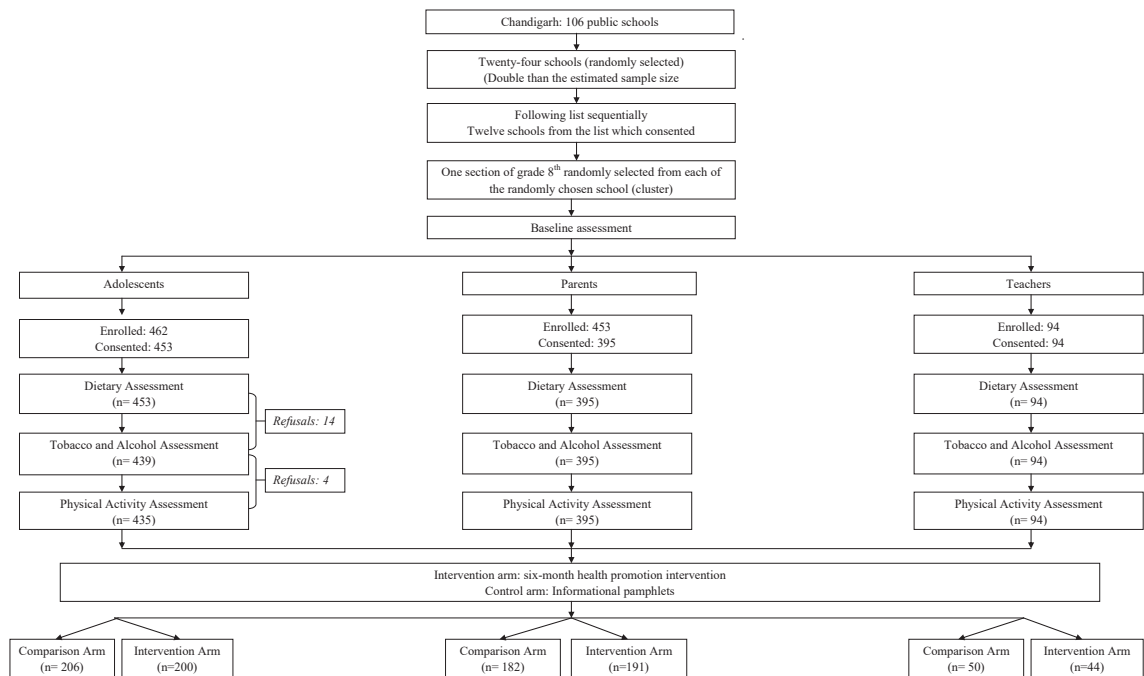 Chandigarh: 106 public schools
Twenty-four schools (randomly selected)
(Double than the estimated sample size
Following list sequentially
Twelve schools from the list which consented
One section of grade 8th randomly selected from each of
the randomly chosen school (cluster)
Baseline assessment
Adolescents
Parents
Teachers
Enrolled: 462
Consented: 453
Enrolled: 453
Consented: 395
Enrolled: 94
Consented: 94
Dietary Assessment
(n= 453)
Dietary Assessment
(n= 395)
Dietary Assessment
(n= 94)
Refusals: 14
Tobacco and Alcohol Assessment
(n= 439)
Tobacco and Alcohol Assessment
(n= 395)
Tobacco and Alcohol Assessment
(n= 94)
Refusals: 4
Physical Activity Assessment
(n= 435)
Physical Activity Assessment
(n= 395)
Physical Activity Assessment
(n= 94)
Intervention arm: six-month health promotion intervention
Control arm: Informational pamphlets
Comparison Arm
(n= 206)
Intervention Arm
(n=200)
Comparison Arm
(n= 182)
Intervention Arm
(n=191)
Comparison Arm
(n= 50)
Intervention Arm
(n=44)